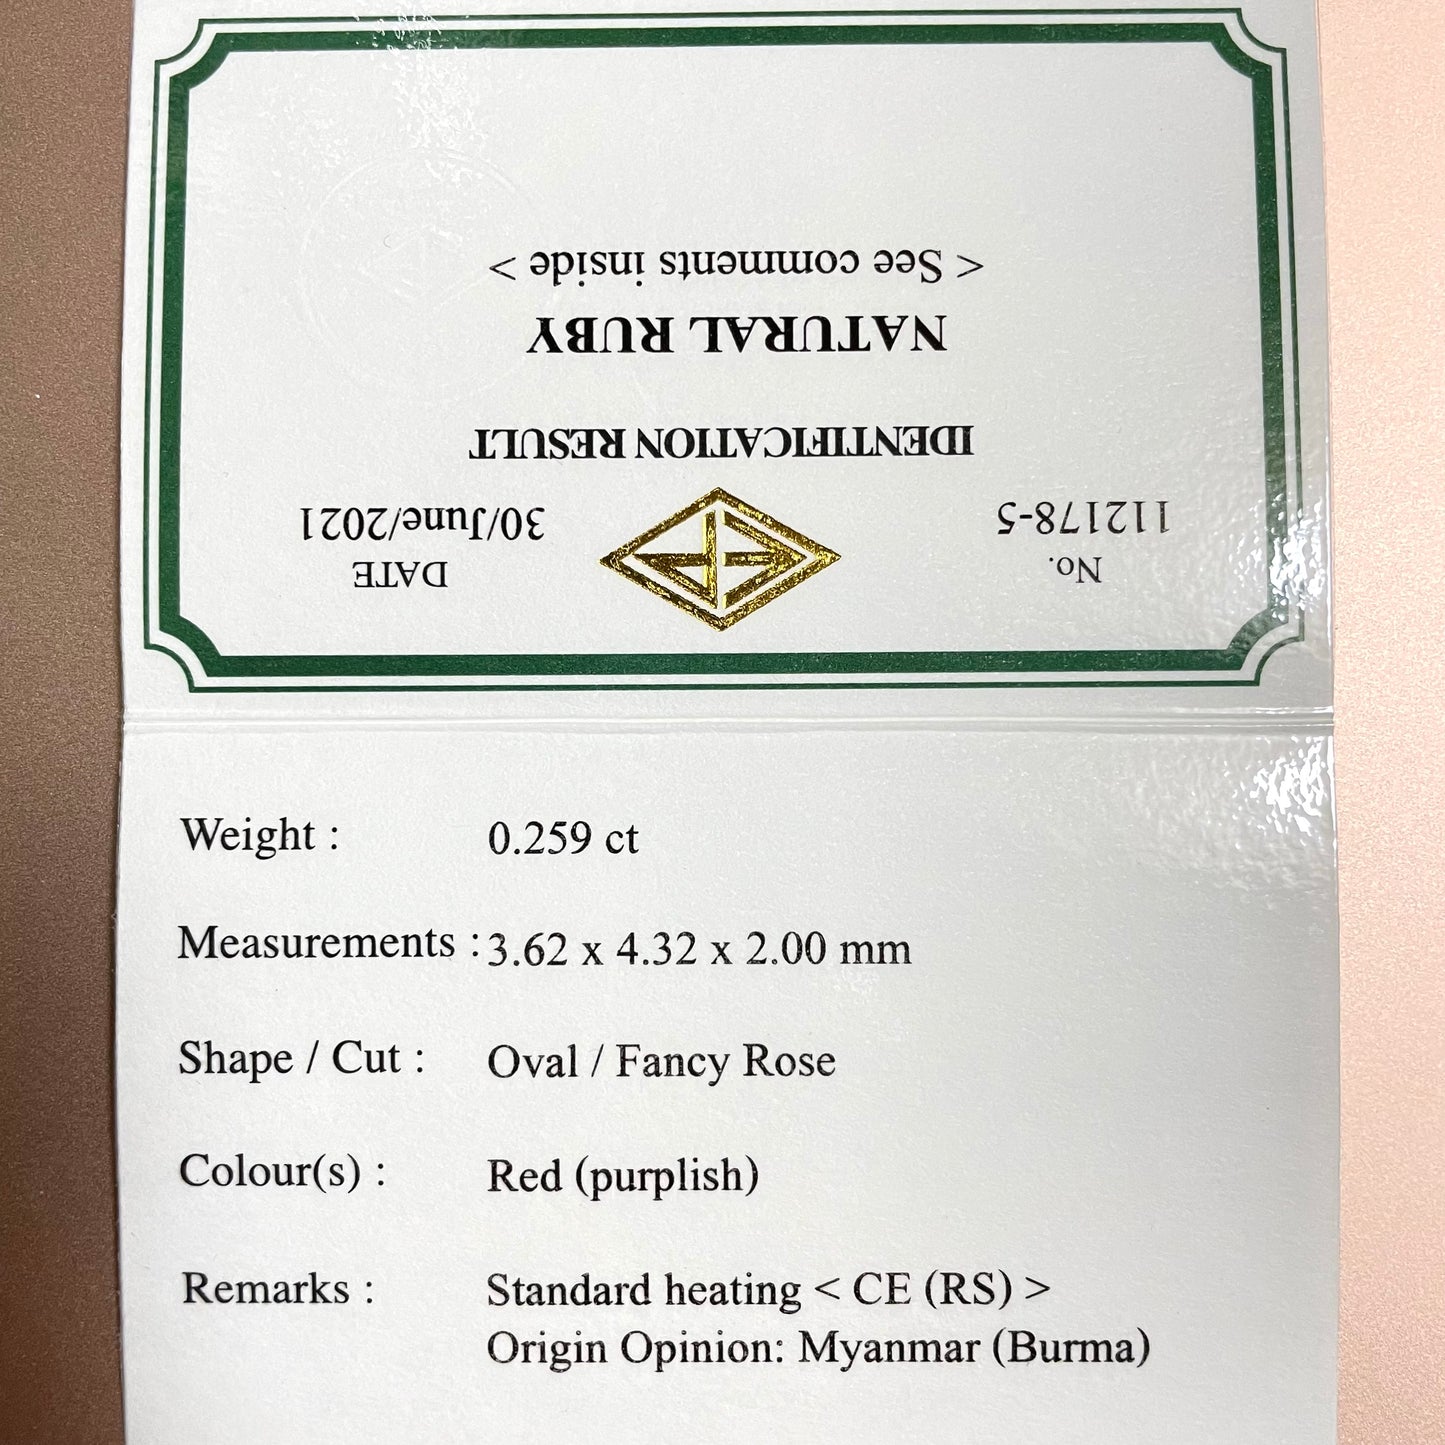 No.
112178-5
DATE
30/June/2021
IDENTIFICATION RESULT
NATURAL RUBY
< See comments inside >
Weight : 0.259 ct
Measurements : 3.62 x 4.32 x 2.00 mm
Shape / Cut : Oval / Fancy Rose
Colour(s) : Red (purplish)
Remarks : Standard heating < CE (RS) >
Origin Opinion: Myanmar (Burma)